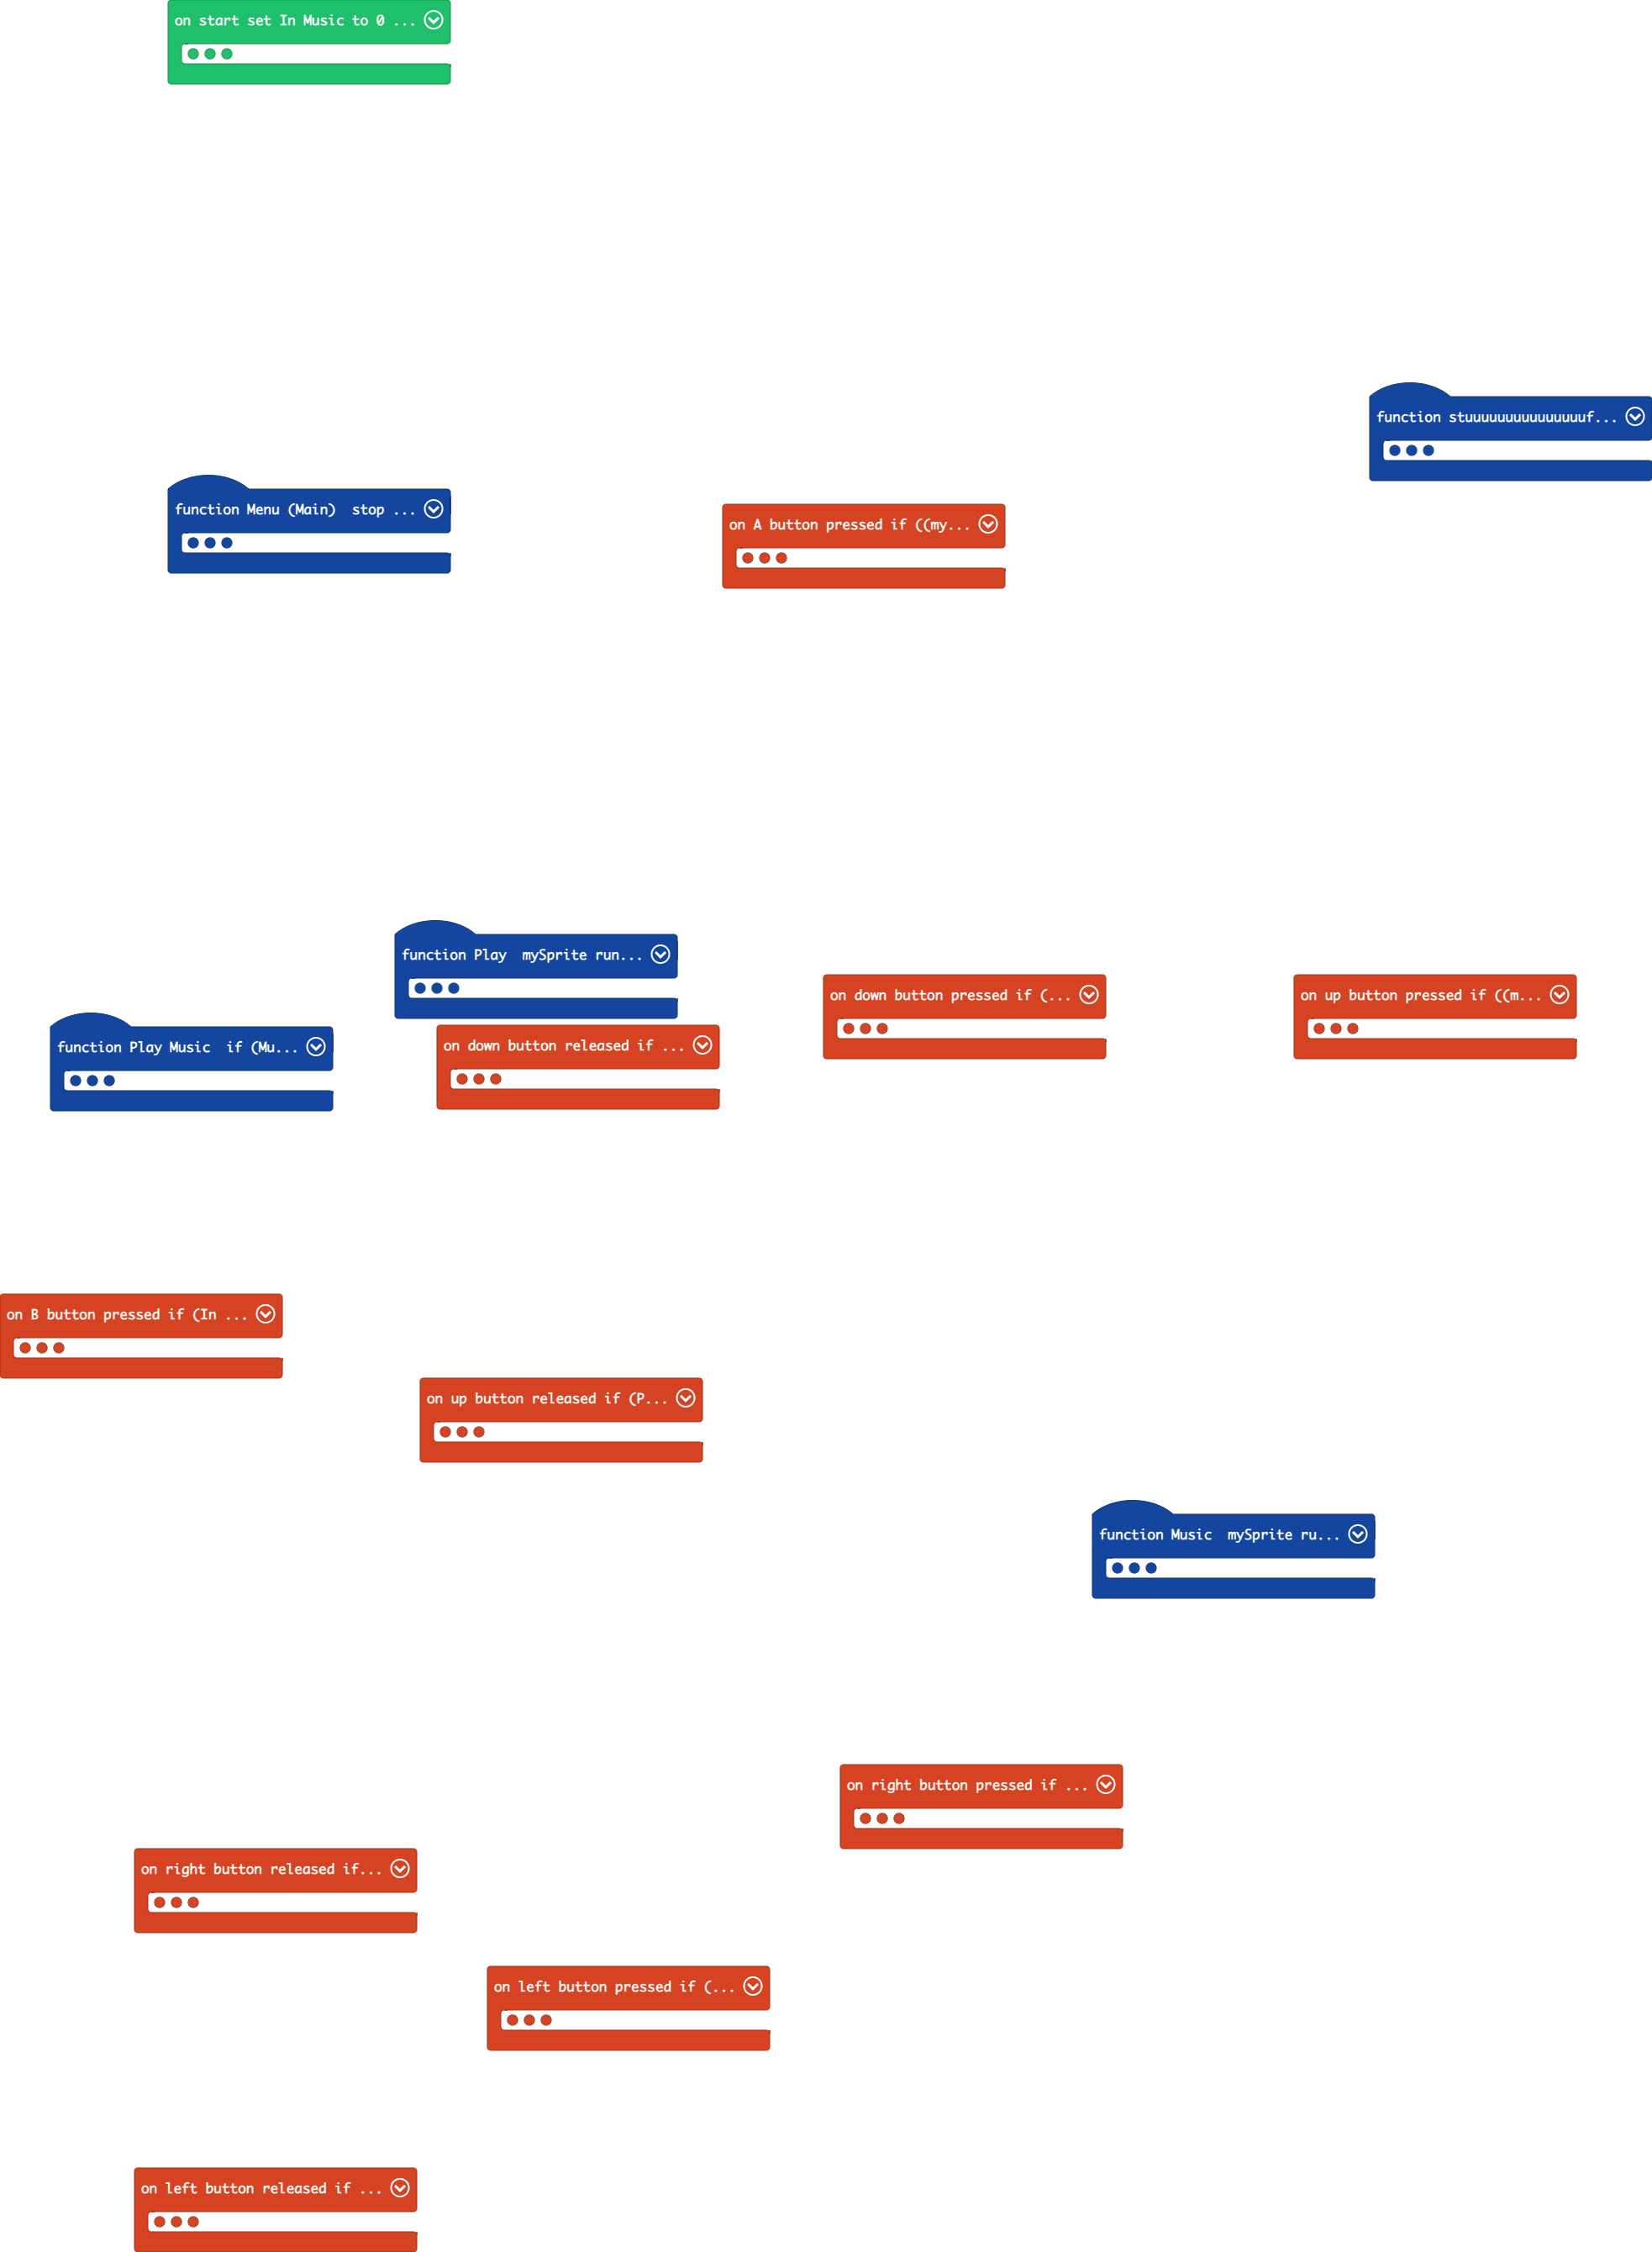 on start set In Music to 0 ...
function stuuuuuuuuuuuuuuuf...
function Menu (Main)  stop ...
on A button pressed if ((my...
function Play  mySprite run...
on down button pressed if (...
on up button pressed if ((m...
function Play Music  if (Mu...
on down button released if ...
on B button pressed if (In ...
on up button released if (P...
function Music  mySprite ru...
on right button pressed if ...
on right button released if...
on left button pressed if (...
on left button released if ...